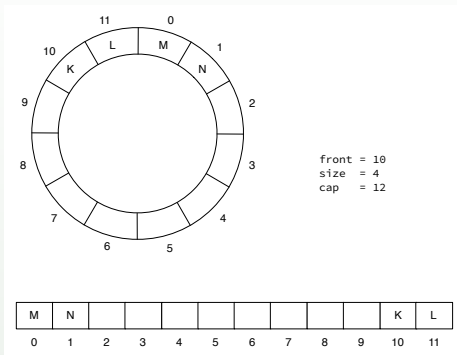 11 0
10 L M 1
K N
9 2
8 3
7 4
6 5
front = 10
size = 4
cap = 12
M N K L
0 1 2 3 4 5 6 7 8 9 10 11